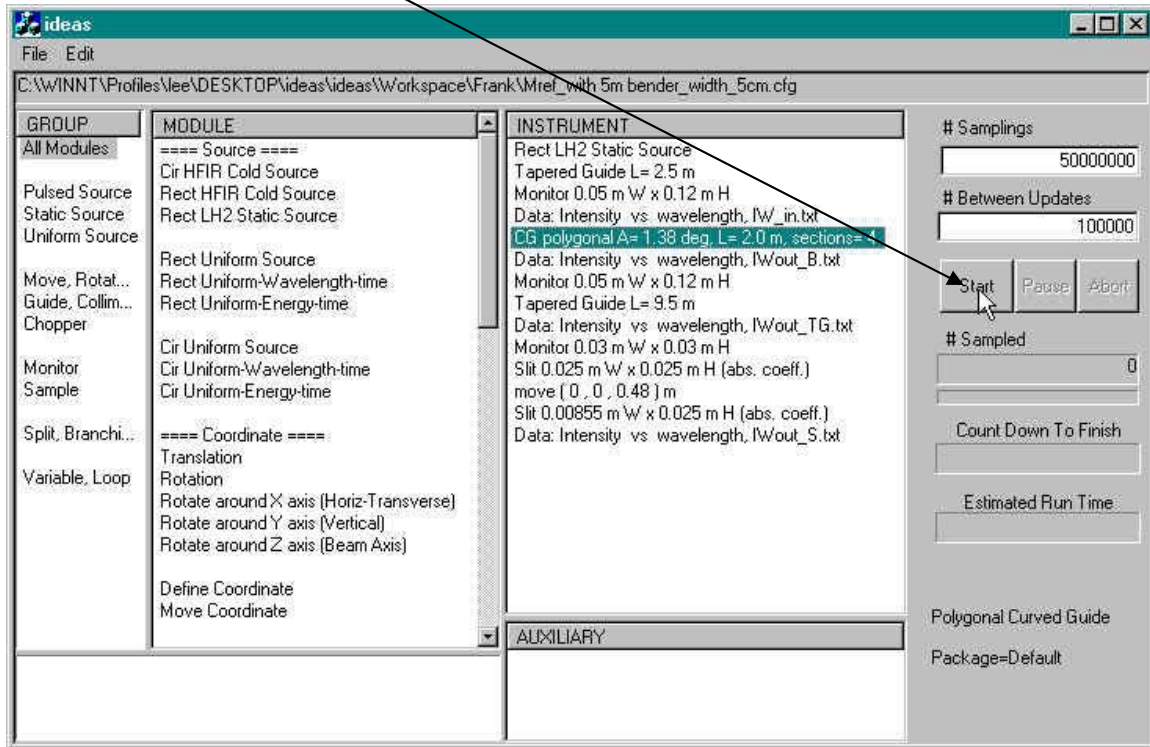 ideas
File Edit
C:\WINNT\Profiles\lee\DESKTOP\ideas\ideas\Workspace\Frank\Mref_with 5m bender_width_5cm.cfg
GROUP
All Modules
Pulsed Source
Static Source
Uniform Source
Move, Rotat...
Guide, Collim...
Chopper
Monitor
Sample
Split, Branchi...
Variable, Loop
MODULE
==== Source ====
Cir HFIR Cold Source
Rect HFIR Cold Source
Rect LH2 Static Source
Rect Uniform Source
Rect Uniform-Wavelength-time
Rect Uniform-Energy-time
Cir Uniform Source
Cir Uniform-Wavelength-time
Cir Uniform-Energy-time
==== Coordinate ====
Translation
Rotation
Rotate around X axis (Horiz-Transverse)
Rotate around Y axis (Vertical)
Rotate around Z axis (Beam Axis)
Define Coordinate
Move Coordinate
INSTRUMENT
Rect LH2 Static Source
Tapered Guide L= 2.5 m
Monitor 0.05 m W x 0.12 m H
Data: Intensity vs wavelength, IW_in.txt
CG polygonal A= 1.38 deg, L= 2.0 m, sections= 4
Data: Intensity vs wavelength, IWout_B.txt
Monitor 0.05 m W x 0.12 m H
Tapered Guide L= 9.5 m
Data: Intensity vs wavelength, IWout_TG.txt
Monitor 0.03 m W x 0.03 m H
Slit 0.025 m W x 0.025 m H (abs. coeff.)
move ( 0 , 0 , 0.48 ) m
Slit 0.00855 m W x 0.025 m H (abs. coeff.)
Data: Intensity vs wavelength, IWout_S.txt
AUXILIARY
# Samplings
50000000
# Between Updates
100000
Start Pause Abort
# Sampled
0
Count Down To Finish
Estimated Run Time
Polygonal Curved Guide
Package=Default